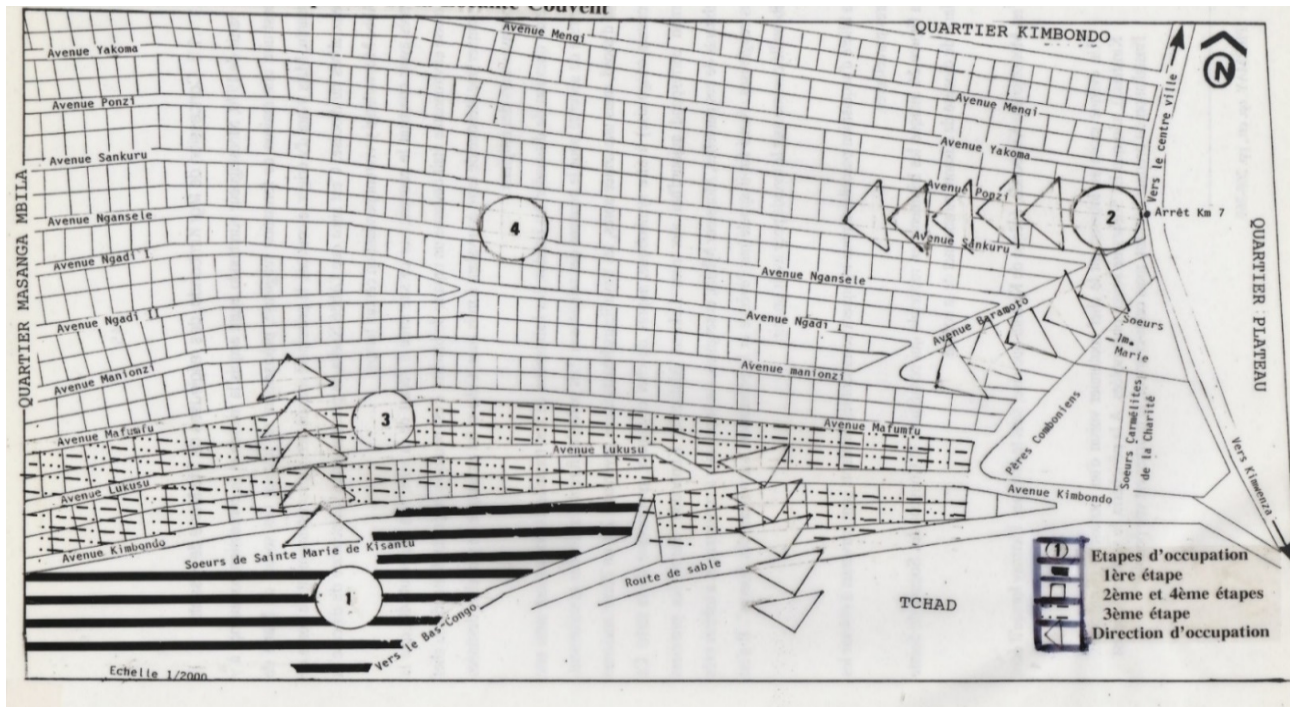 Couvent
Avenue Mengi
QUARTIER KIMBONDO
N
Avenue Yakoma
Avenue Mengi
Vers le centre ville
Avenue Ponzi
Avenue Yakoma
Avenue Sankuru
Avenue Ponzi
QUARTIER MASANGA MBILA
Avenue Ngansele
4
2
Arrêt Km 7
Avenue Sankuru
QUARTIER PLATEAU
Avenue Ngadi I
Avenue Ngansele
Avenue Ngadi II
Avenue Ngadi I
Avenue Baramoto
Soeurs
Im.
Marie
Avenue Manionzi
Avenue manionzi
3
Avenue Mafumfu
Avenue Mafumfu
Pères Comboniens
Soeurs Carmélites
de la Charité
Avenue Lukusu
Avenue Lukusu
Vers Kimwenza
Avenue Kimbondo
Avenue Kimbondo
Soeurs de Sainte Marie de Kisantu
Route de sable
1
TCHAD
(1) Etapes d'occupation
1ère étape
2ème et 4ème étapes
3ème étape
Direction d'occupation
Vers le Bas-Congo
Echelle 1/2000